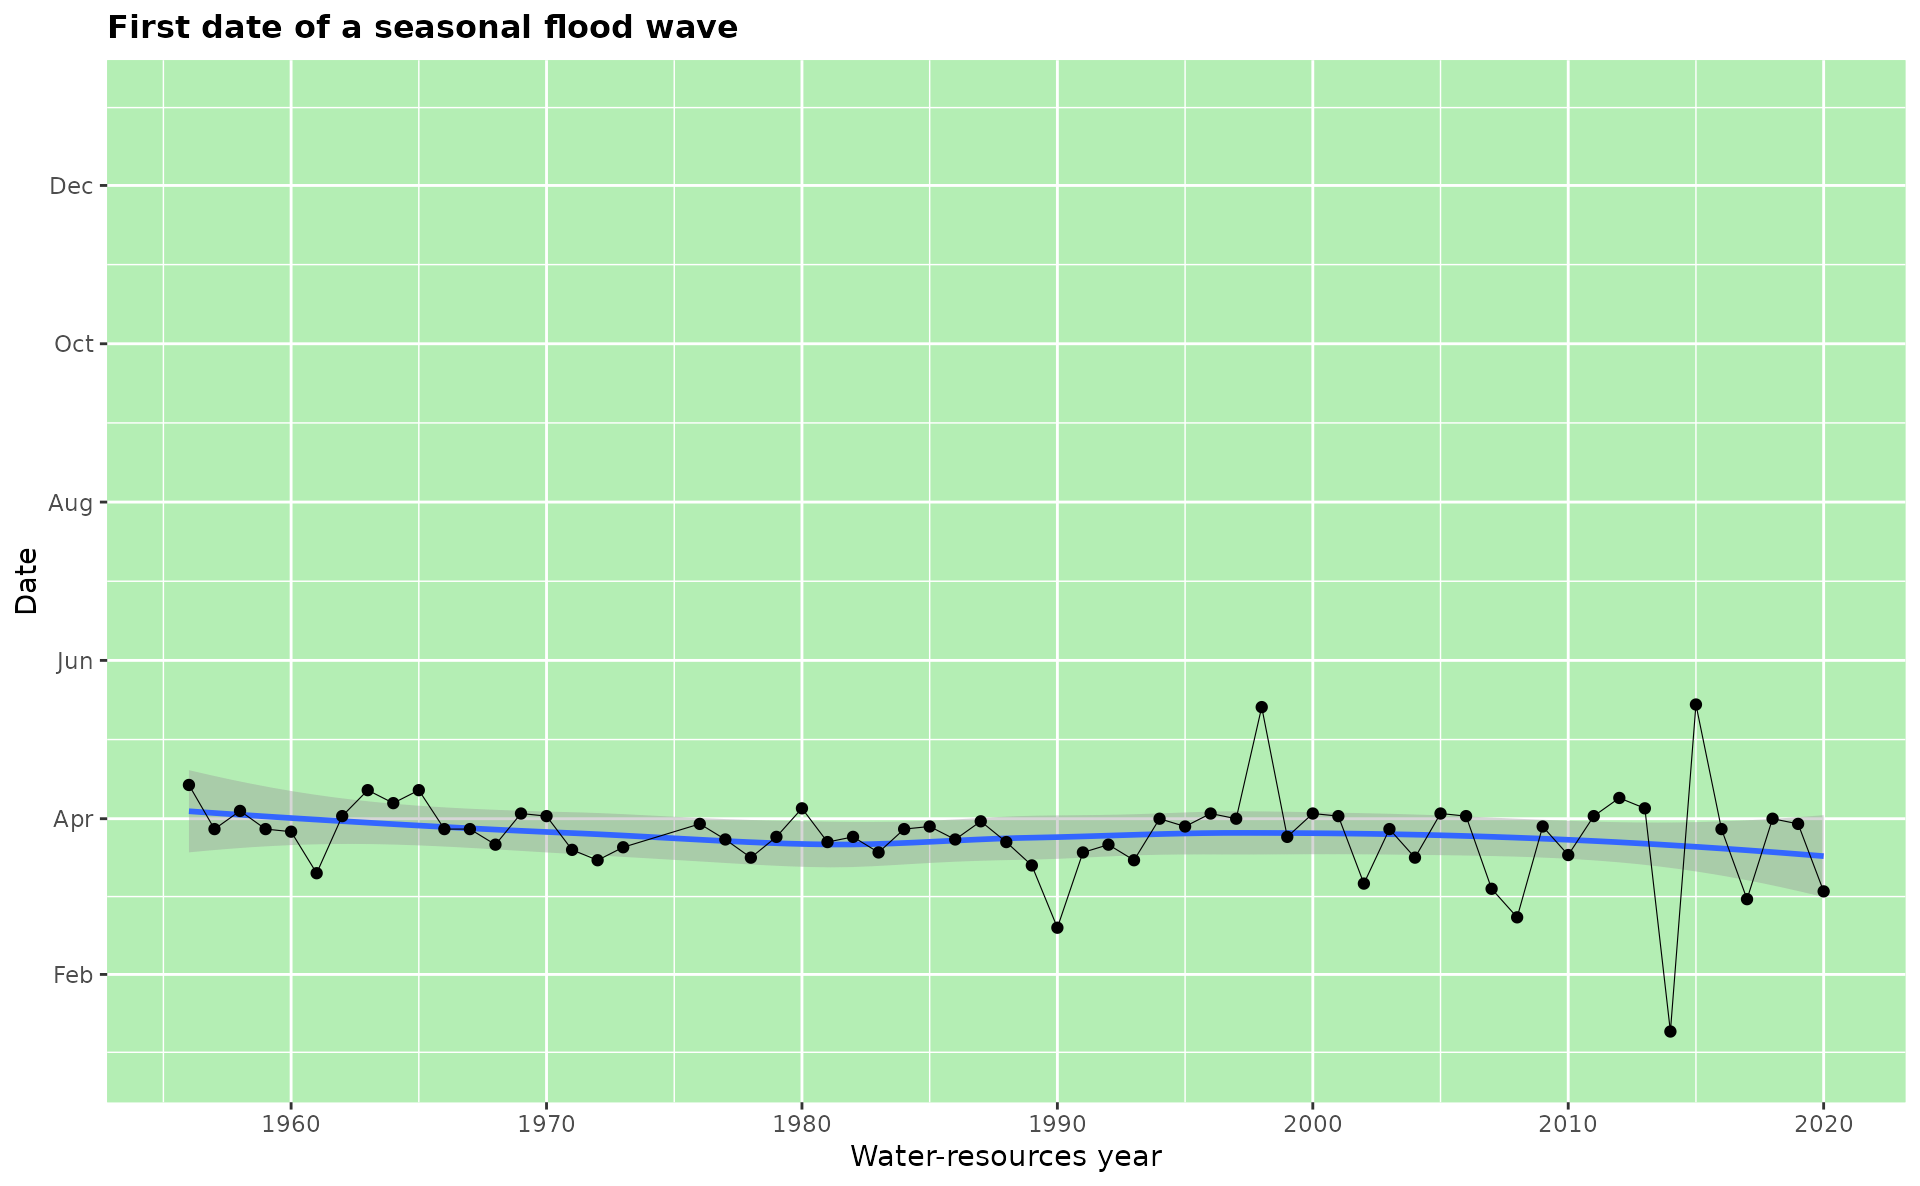 First date of a seasonal flood wave
Dec
Oct
Aug
Jun
Apr
Feb
Date
1960 1970 1980 1990 2000 2010 2020
Water-resources year